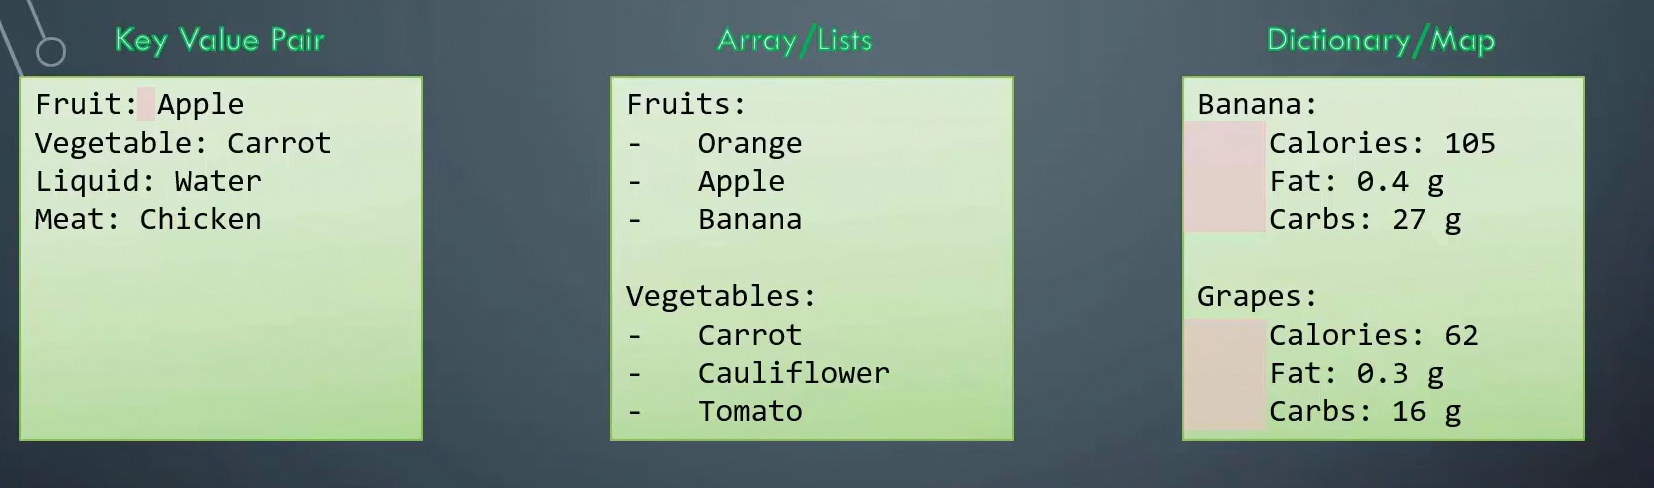 Key Value Pair
Fruit: Apple
Vegetable: Carrot
Liquid: Water
Meat: Chicken
Array/Lists
Fruits:
- Orange
- Apple
- Banana
Vegetables:
- Carrot
- Cauliflower
- Tomato
Dictionary/Map
Banana:
Calories: 105
Fat: 0.4 g
Carbs: 27 g
Grapes:
Calories: 62
Fat: 0.3 g
Carbs: 16 g